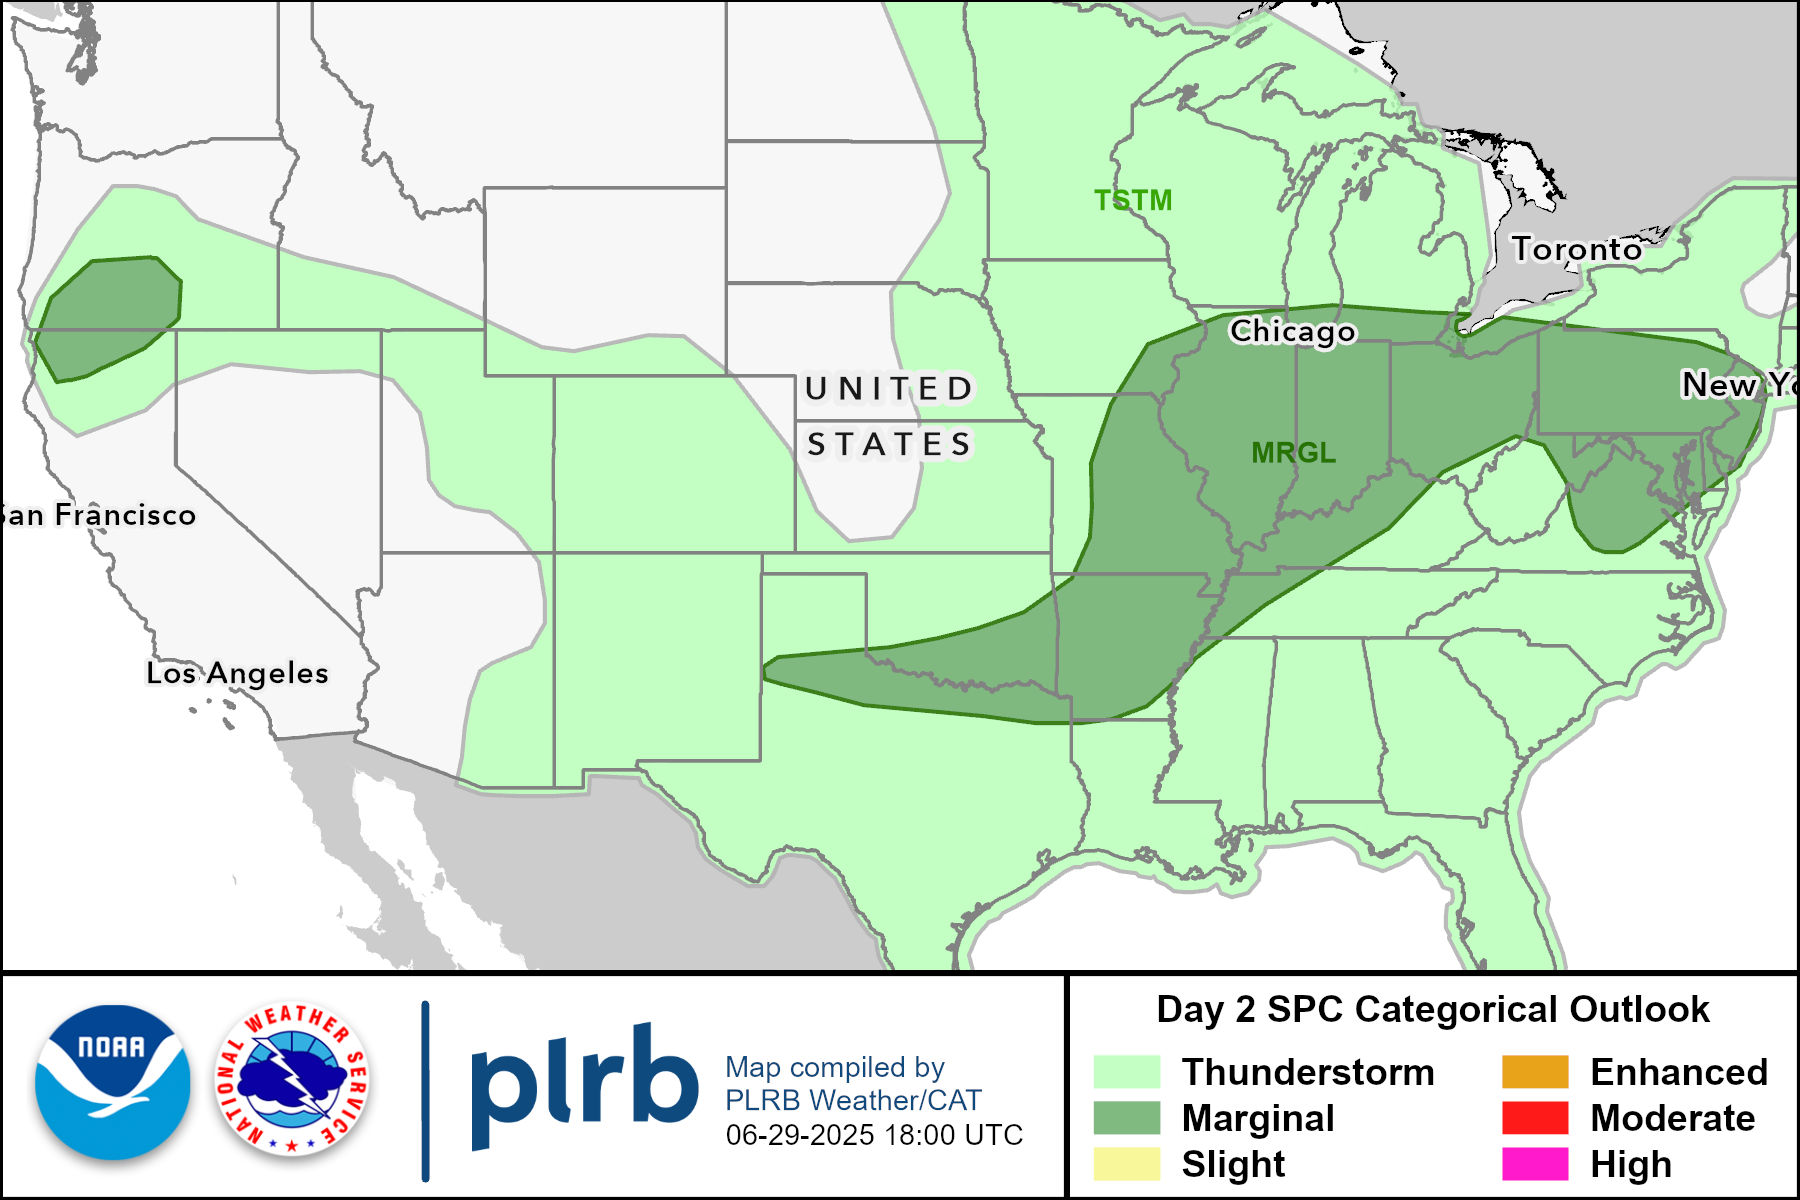 TSTM
Toronto
Chicago
New Yo
UNITED
STATES
MRGL
San Francisco
Los Angeles
NOAA
NATIONAL WEATHER SERVICE
plrb
Map compiled by
PLRB Weather/CAT
06-29-2025 18:00 UTC
Day 2 SPC Categorical Outlook
Thunderstorm
Marginal
Slight
Enhanced
Moderate
High